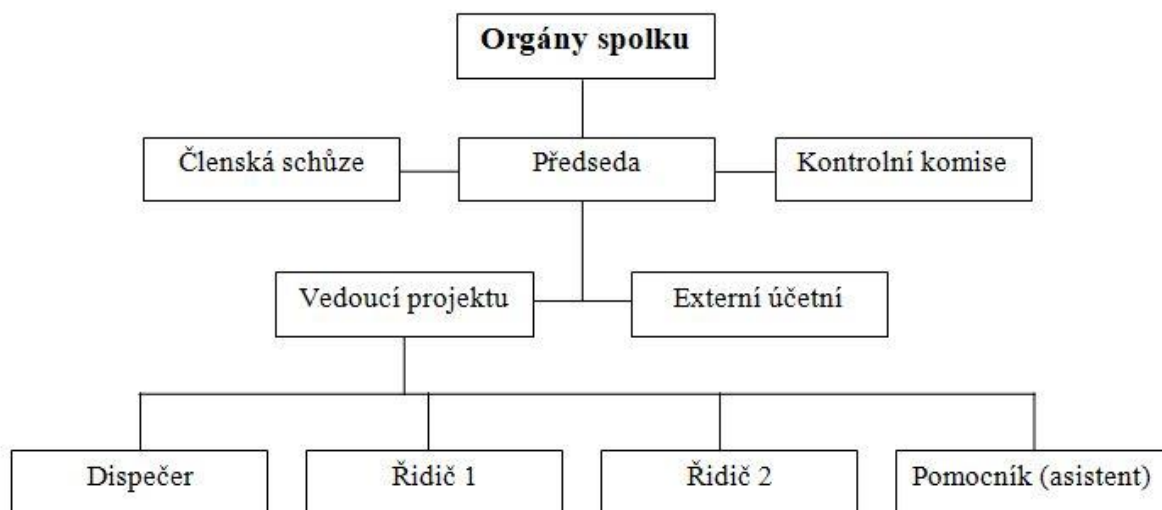 Orgány spolku
Členská schůze
Předseda
Kontrolní komise
Vedoucí projektu
Externí účetní
Dispečer
Řidič 1
Řidič 2
Pomocník (asistent)